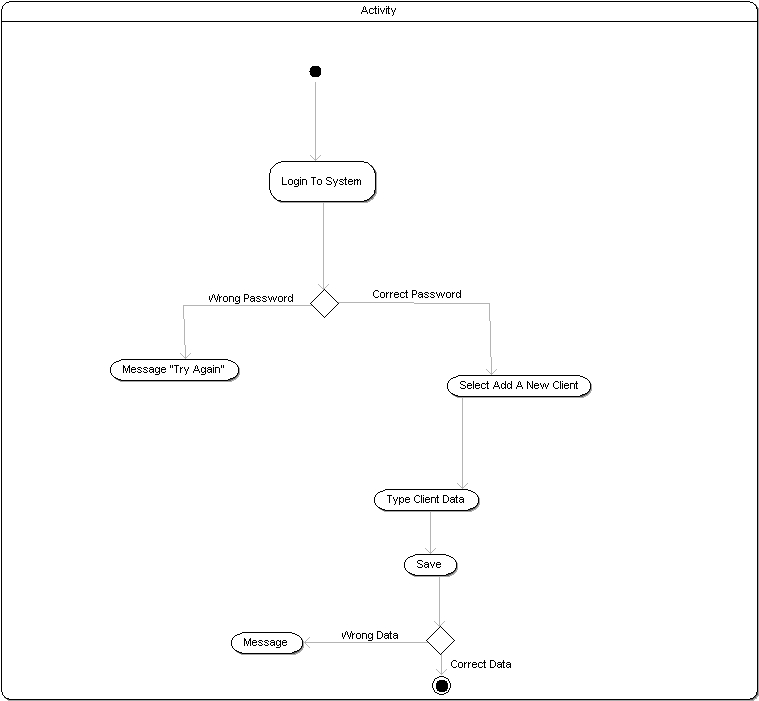 Activity
Login To System
Wrong Password
Correct Password
Message "Try Again"
Select Add A New Client
Type Client Data
Save
Wrong Data
Message
Correct Data